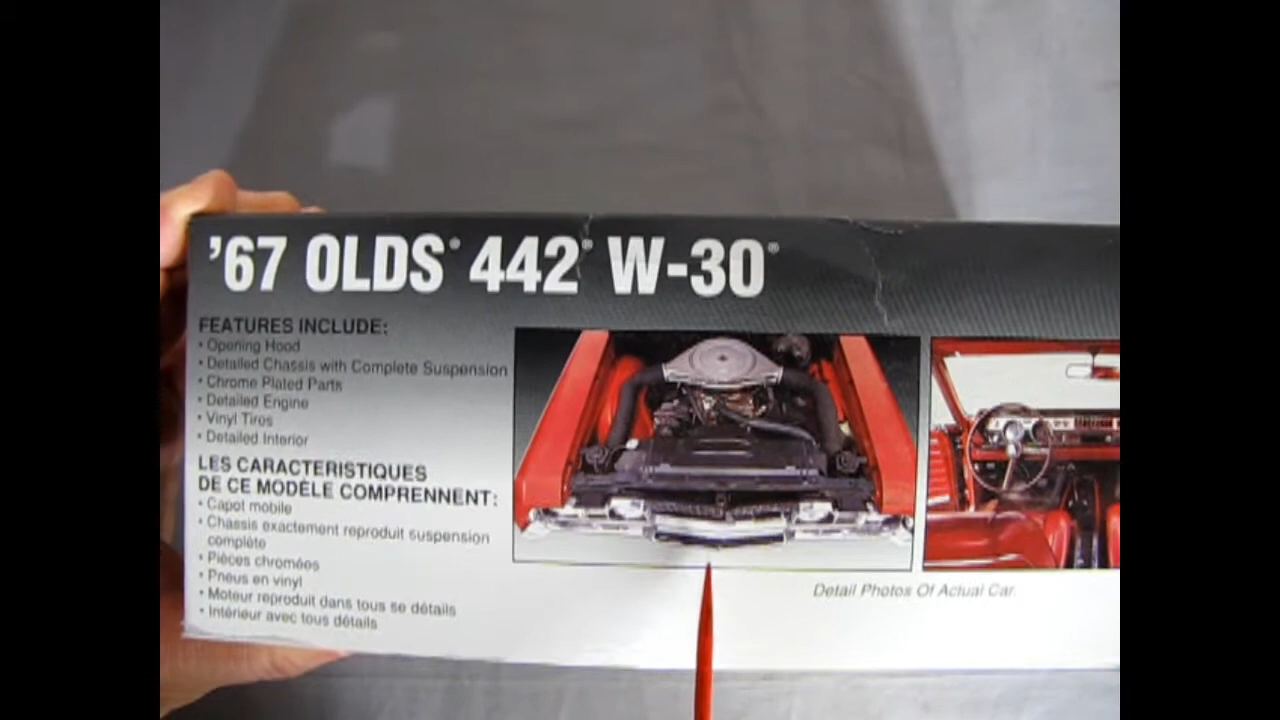 '67 OLDS® 442® W-30®
FEATURES INCLUDE:
• Opening Hood
• Detailed Chassis with Complete Suspension
• Chrome Plated Parts
• Detailed Engine
• Vinyl Tires
• Detailed Interior
LES CARACTERISTIQUES
DE CE MODÈLE COMPRENNENT:
• Capot mobile
• Chassis exactement reproduit suspension
complète
• Pièces chromées
• Pneus en vinyl
• Moteur reproduit dans tous se détails
• Intérieur avec tous détails
Detail Photos Of Actual Car.